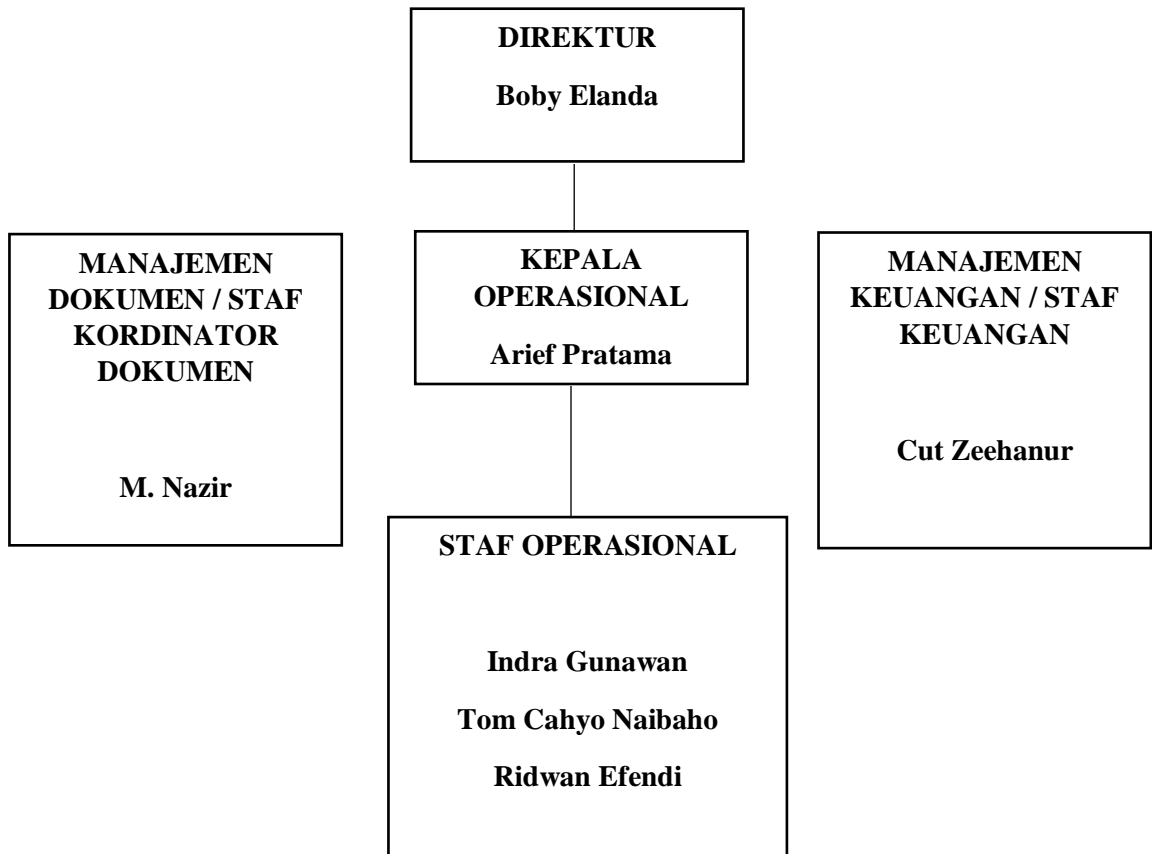 DIREKTUR
Boby Elanda
MANAJEMEN
DOKUMEN / STAF
KORDINATOR
DOKUMEN
M. Nazir
KEPALA
OPERASIONAL
Arief Pratama
MANAJEMEN
KEUANGAN / STAF
KEUANGAN
Cut Zeehanur
STAF OPERASIONAL
Indra Gunawan
Tom Cahyo Naibaho
Ridwan Efendi